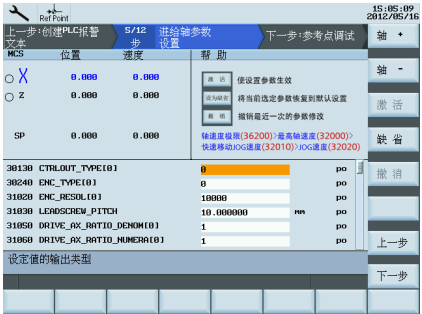 Ref Point
15:05:09
2012/05/16
上一步:创建PLC报警文本
5/12
步
进给轴参数
设置
下一步:参考点调试
轴 +
MCS 位置 速度
帮 助
X 0.000 0.000
激 活 使设置参数生效
轴 -
Z 0.000 0.000
设为缺省 将当前选定参数恢复到默认设置
激 活
撤 销 撤销最近一次的参数修改
SP 0.000 0.000
轴速度极限(36200)>最高轴速度(32000)>
快速移动JOG速度(32010)>JOG速度(32020)
缺 省
30130 CTRLOUT_TYPE[0] 0 po
撤 消
30240 ENC_TYPE[0] 0 po
31020 ENC_RESOL[0] 10000 po
31030 LEADSCREW_PITCH 10.000000 MM po
31050 DRIVE_AX_RATIO_DENOM[0] 1 po
31060 DRIVE_AX_RATIO_NUMERA[0] 1 po
上一步
设定值的输出类型
下一步